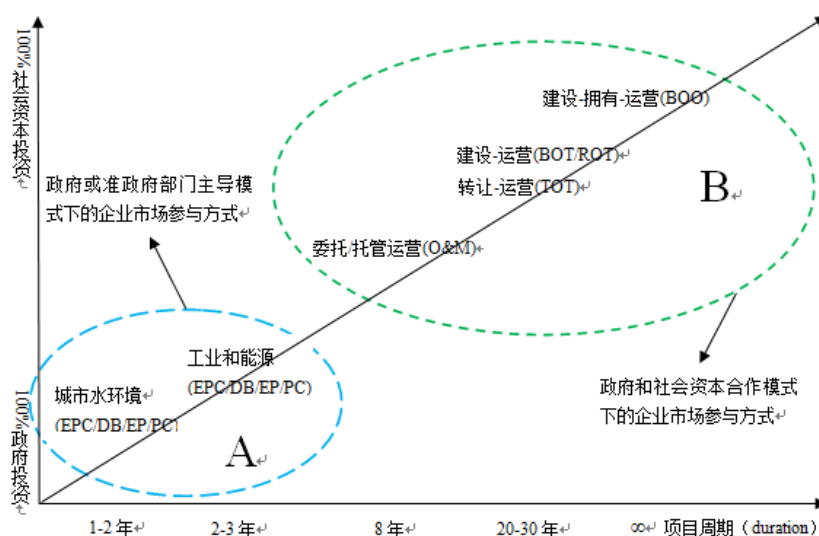 100%社会资本投资
建设-拥有-运营(BOO)
建设-运营(BOT/ROT)
转让-运营(TOT)
政府或准政府部门主导模
式下的企业市场参与方式
B
委托/托管运营(O&M)
工业和能源
(EPC/DB/EP/PC)
城市水环境
(EPC/DB/EP/PC)
政府和社会资本合作模式
下的企业市场参与方式
A
100%政府投资
1-2 年
2-3 年
8 年
20-30 年
∞
项目周期（duration）